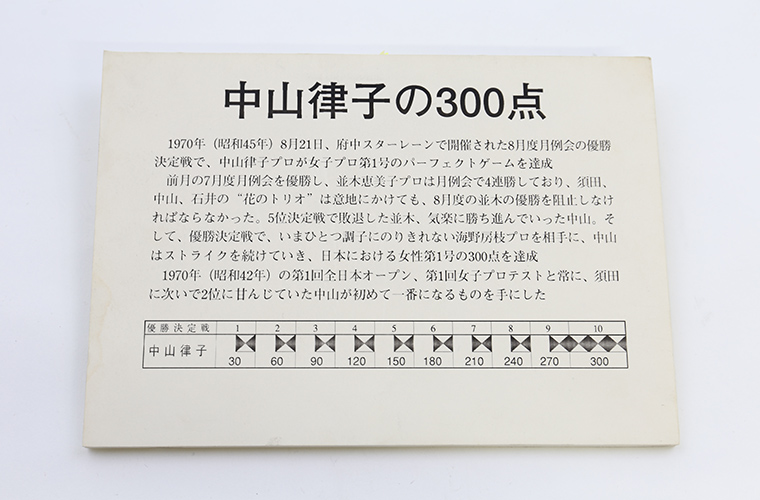 中山律子の300点
1970年（昭和45年）8月21日、府中スターレーンで開催された8月度月例会の優勝
決定戦で、中山律子プロが女子プロ第1号のパーフェクトゲームを達成
前月の7月度月例会を優勝し、並木恵美子プロは月例会で4連勝しており、須田、
中山、石井の“花のトリオ”は意地にかけても、8月度の並木の優勝を阻止しなけ
ればならなかった。5位決定戦で敗退した並木、気楽に勝ち進んでいった中山。そ
して、優勝決定戦で、いまひとつ調子にのりきれない海野房枝プロを相手に、中山
はストライクを続けていき、日本における女性第1号の300点を達成
1970年（昭和42年）の第1回全日本オープン、第1回女子プロテストと常に、須田
に次いで2位に甘んじていた中山が初めて一番になるものを手にした
優勝決定戦 1 2 3 4 5 6 7 8 9 10
中山律子 30 60 90 120 150 180 210 240 270 300